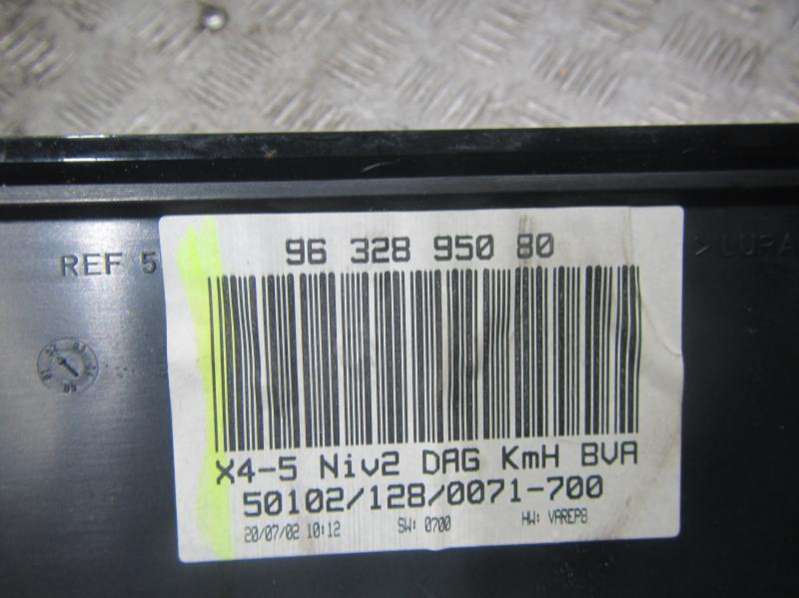 REF 5
96 328 950 80
X4-5 Niv2 DAG KmH BVA
50102/128/0071-700
20/07/02 10:12 SW: 0700 HW: VAREP8